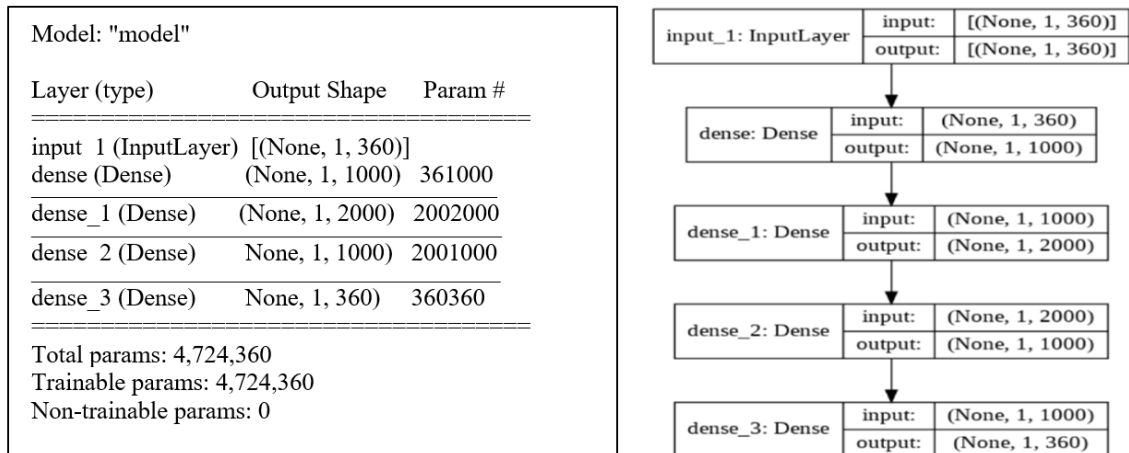 Model: "model"
Layer (type) Output Shape Param #
input 1 (InputLayer) [(None, 1, 360)]
dense (Dense) (None, 1, 1000) 361000
dense_1 (Dense) (None, 1, 2000) 2002000
dense 2 (Dense) None, 1, 1000) 2001000
dense_3 (Dense) None, 1, 360) 360360
Total params: 4,724,360
Trainable params: 4,724,360
Non-trainable params: 0
input_1: InputLayer
input: [(None, 1, 360)]
output: [(None, 1, 360)]
dense: Dense
input: (None, 1, 360)
output: (None, 1, 1000)
dense_1: Dense
input: (None, 1, 1000)
output: (None, 1, 2000)
dense_2: Dense
input: (None, 1, 2000)
output: (None, 1, 1000)
dense_3: Dense
input: (None, 1, 1000)
output: (None, 1, 360)